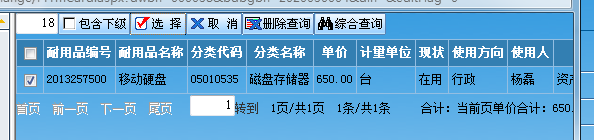 18 包含下级 选 择 取 消 删除查询 综合查询
耐用品编号 耐用品名称 分类代码 分类名称 单价 计量单位 现状 使用方向 使用人
2013257500 移动硬盘 05010535 磁盘存储器 650.00 台 在用 行政 杨磊 资产
首页 前一页 下一页 尾页 1 转到 1页/共1页 1条/共1条 合计: 当前页单价合计: 650.